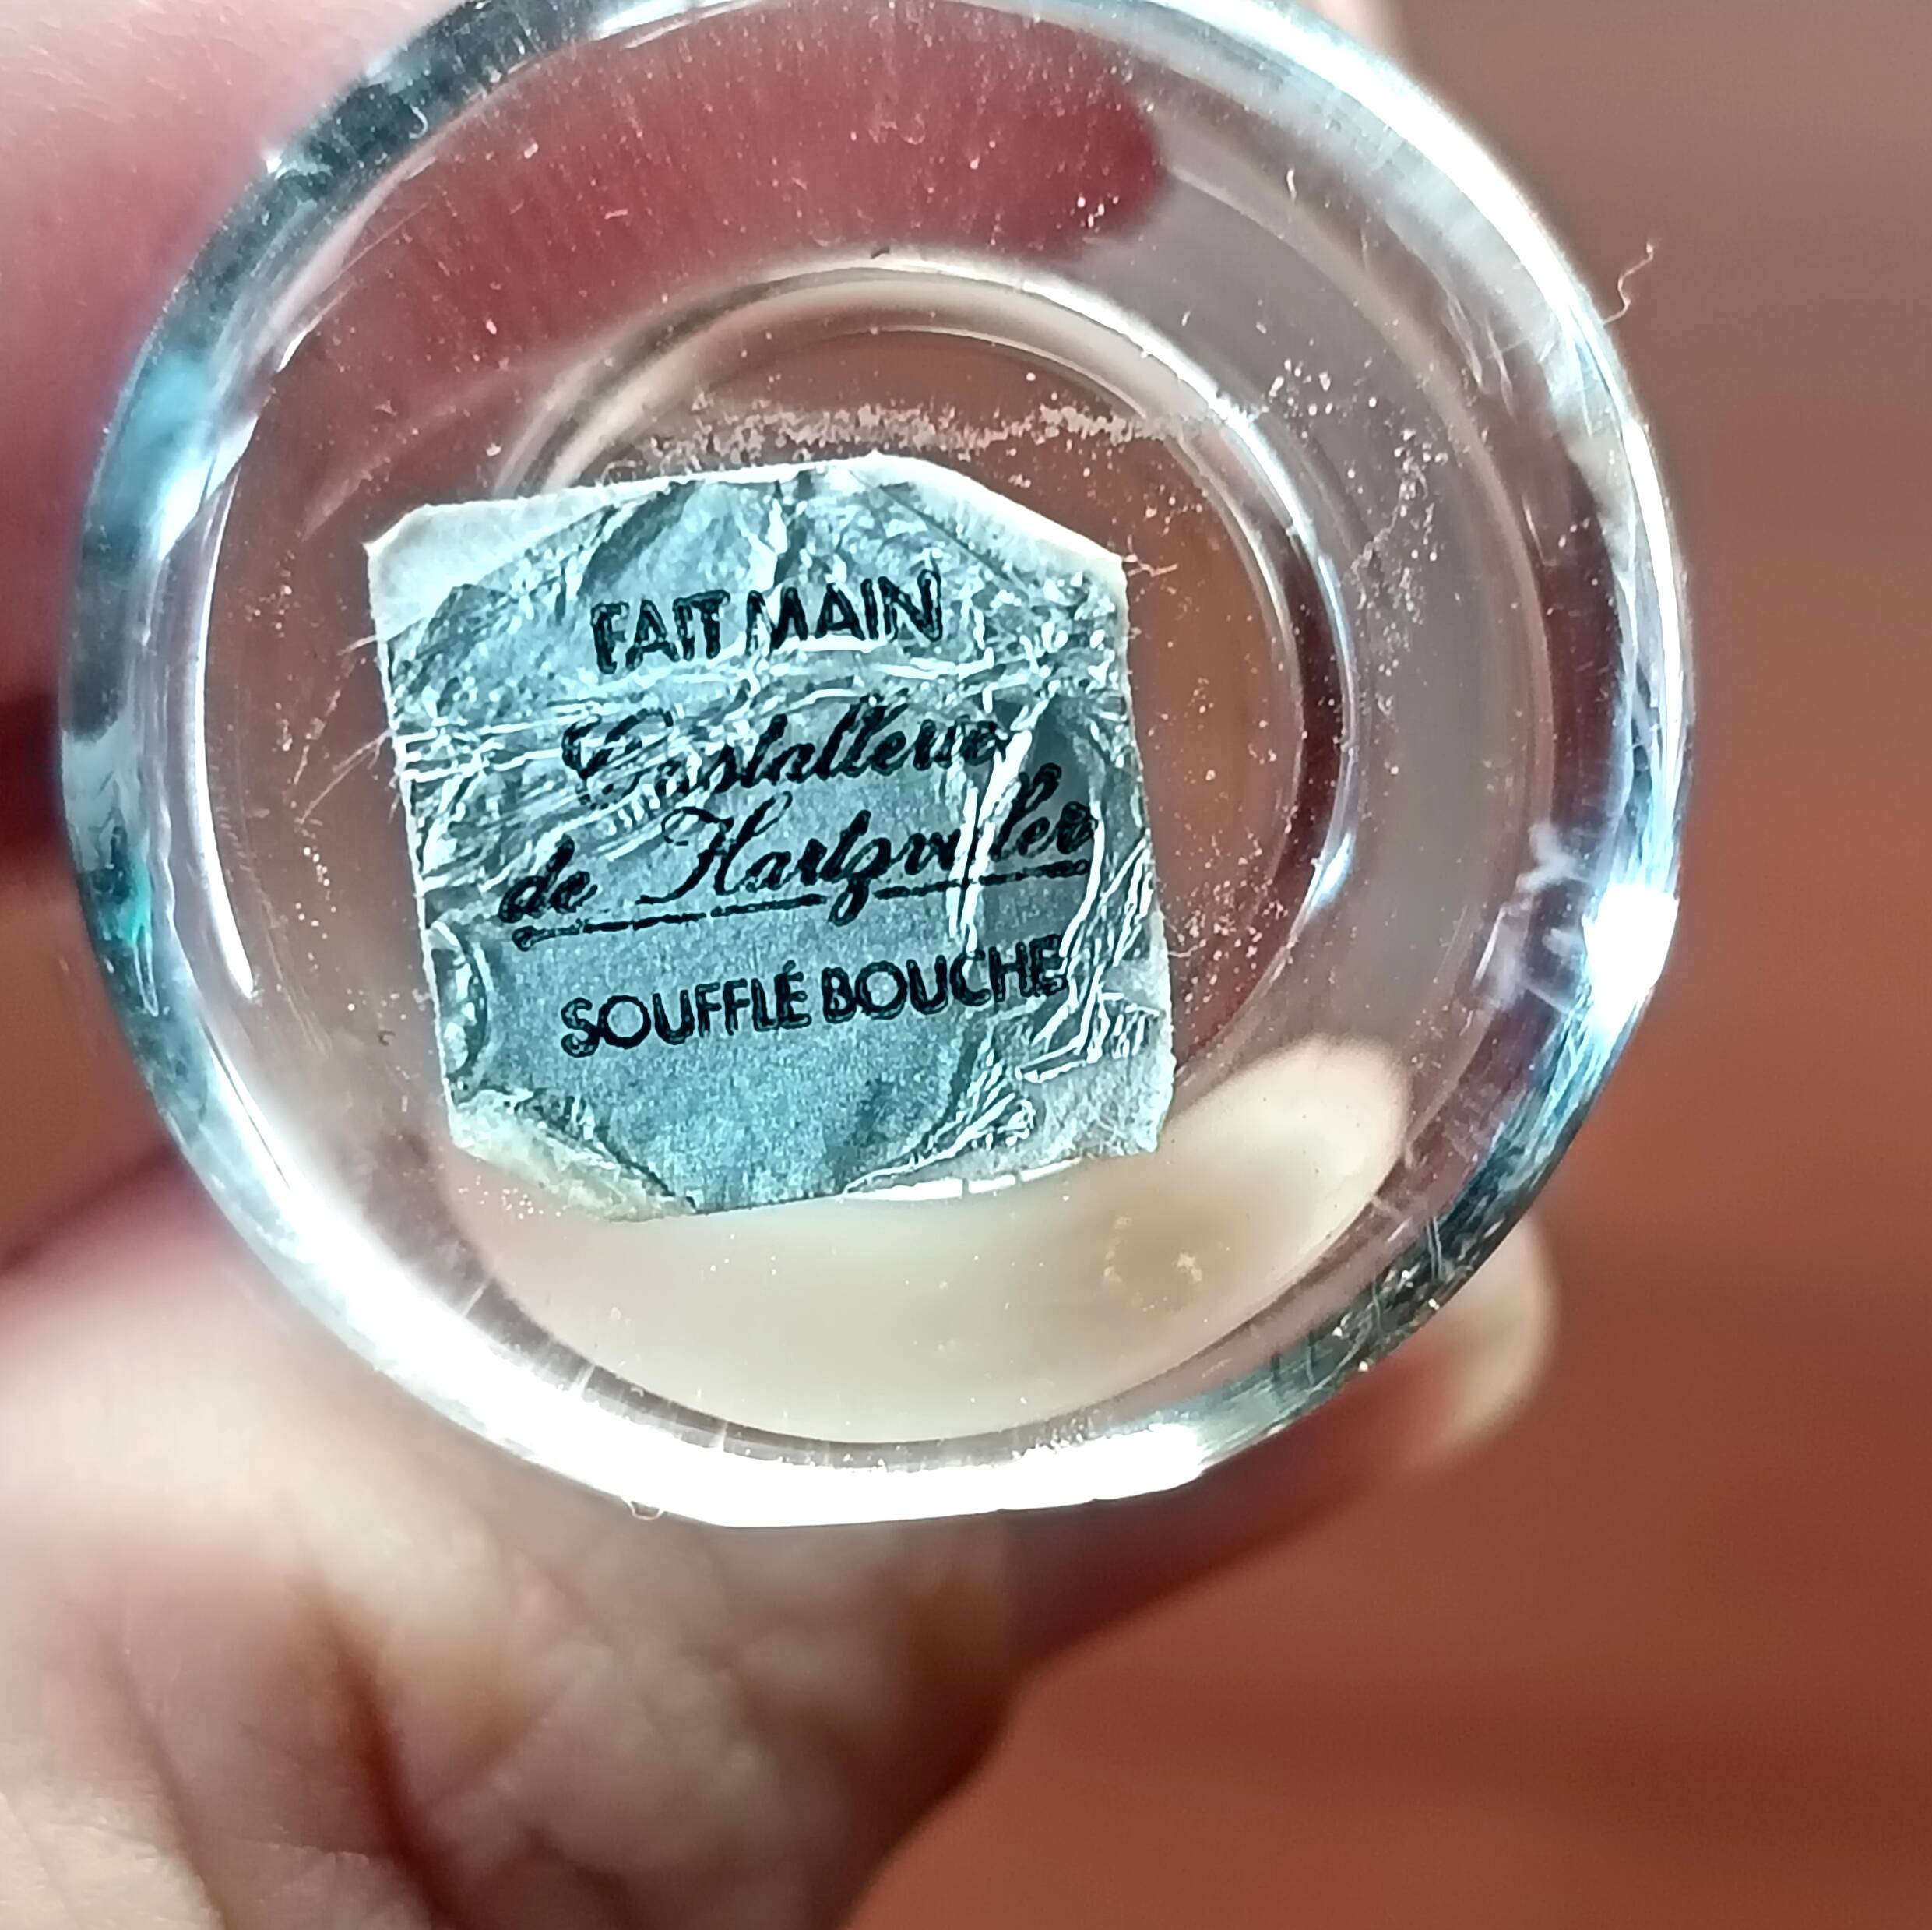 FAIT MAIN
Cristallerie
de Hartzviller
SOUFFLÉ BOUCHE